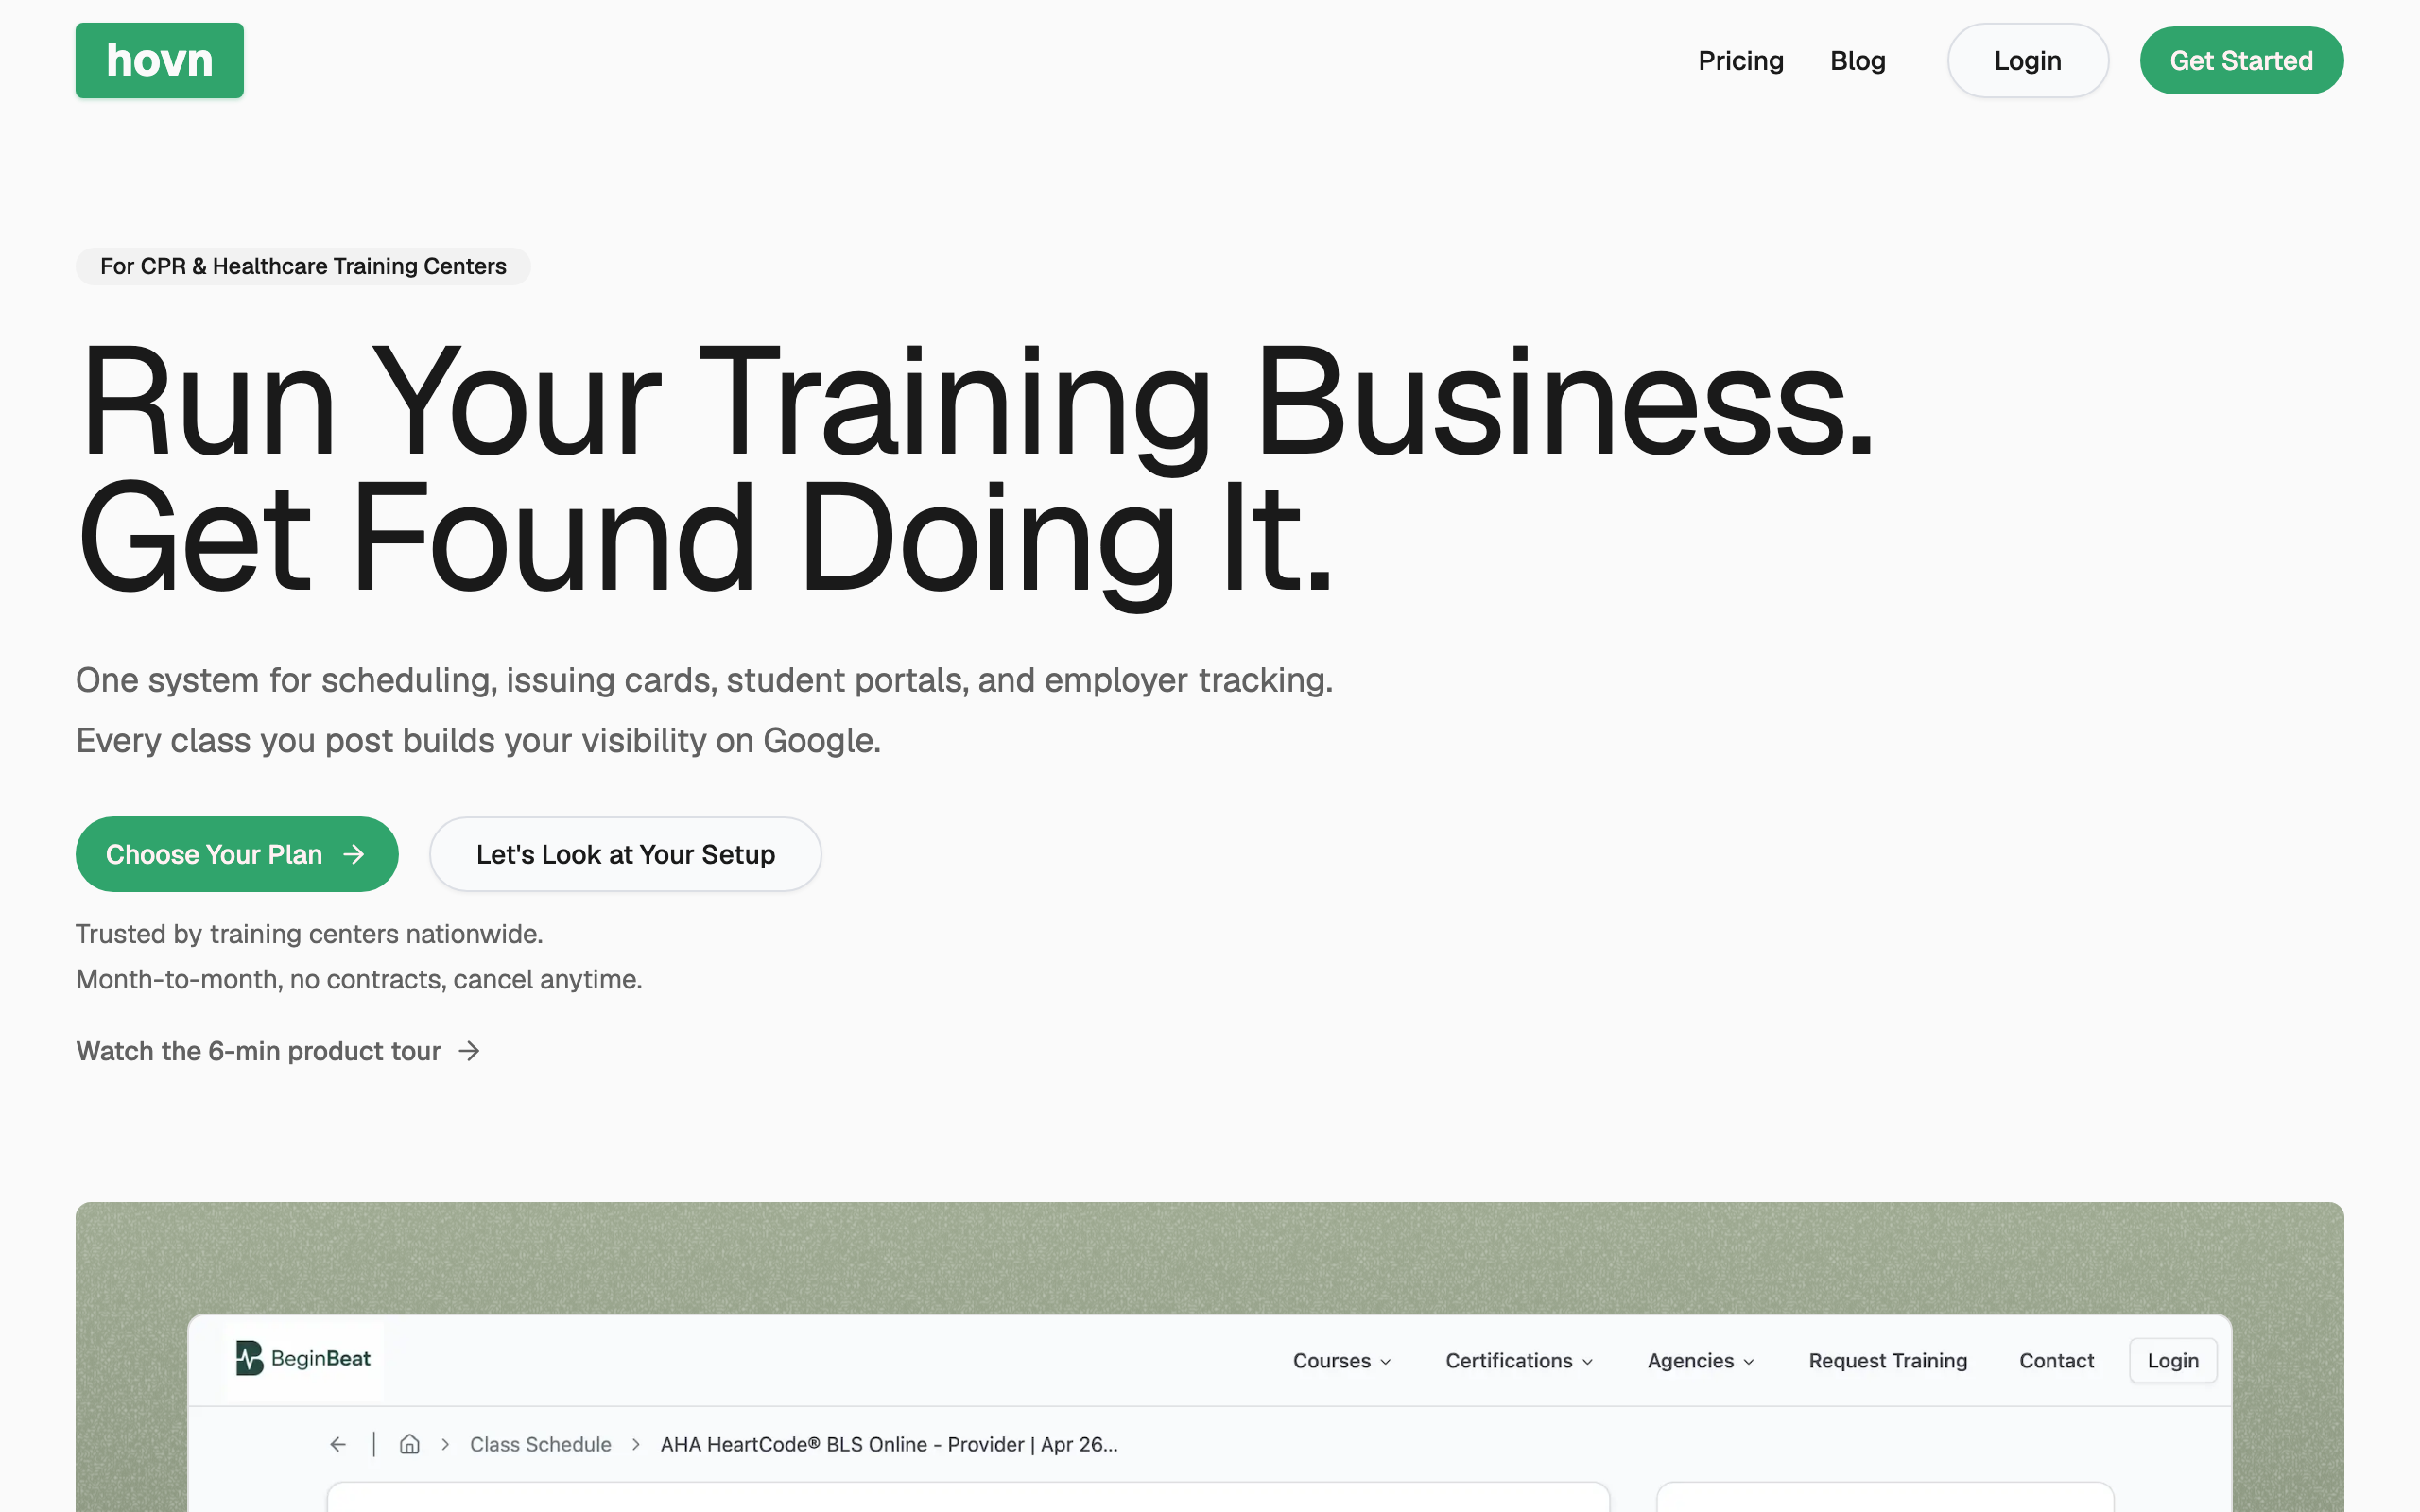 hovn
Pricing
Blog
Login
Get Started
For CPR & Healthcare Training Centers
Run Your Training Business.
Get Found Doing It.
One system for scheduling, issuing cards, student portals, and employer tracking.
Every class you post builds your visibility on Google.
Choose Your Plan →
Let's Look at Your Setup
Trusted by training centers nationwide.
Month-to-month, no contracts, cancel anytime.
Watch the 6-min product tour →
BeginBeat
Courses
Certifications
Agencies
Request Training
Contact
Login
Class Schedule > AHA HeartCode® BLS Online - Provider | Apr 26...